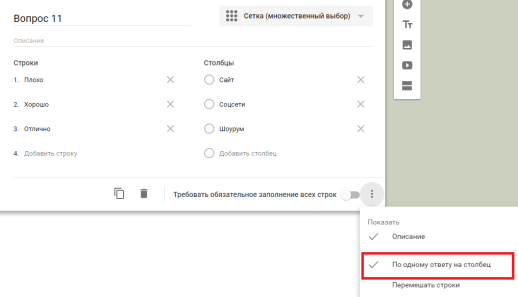 Вопрос 11
Сетка (множественный выбор)
Описание
Строки Столбцы
1. Плохо Сайт
2. Хорошо Соцсети
3. Отлично Шоурум
4. Добавить строку Добавить столбец
Требовать обязательное заполнение всех строк
Показать
Описание
По одному ответу на столбец
Перемешать строки
Тт